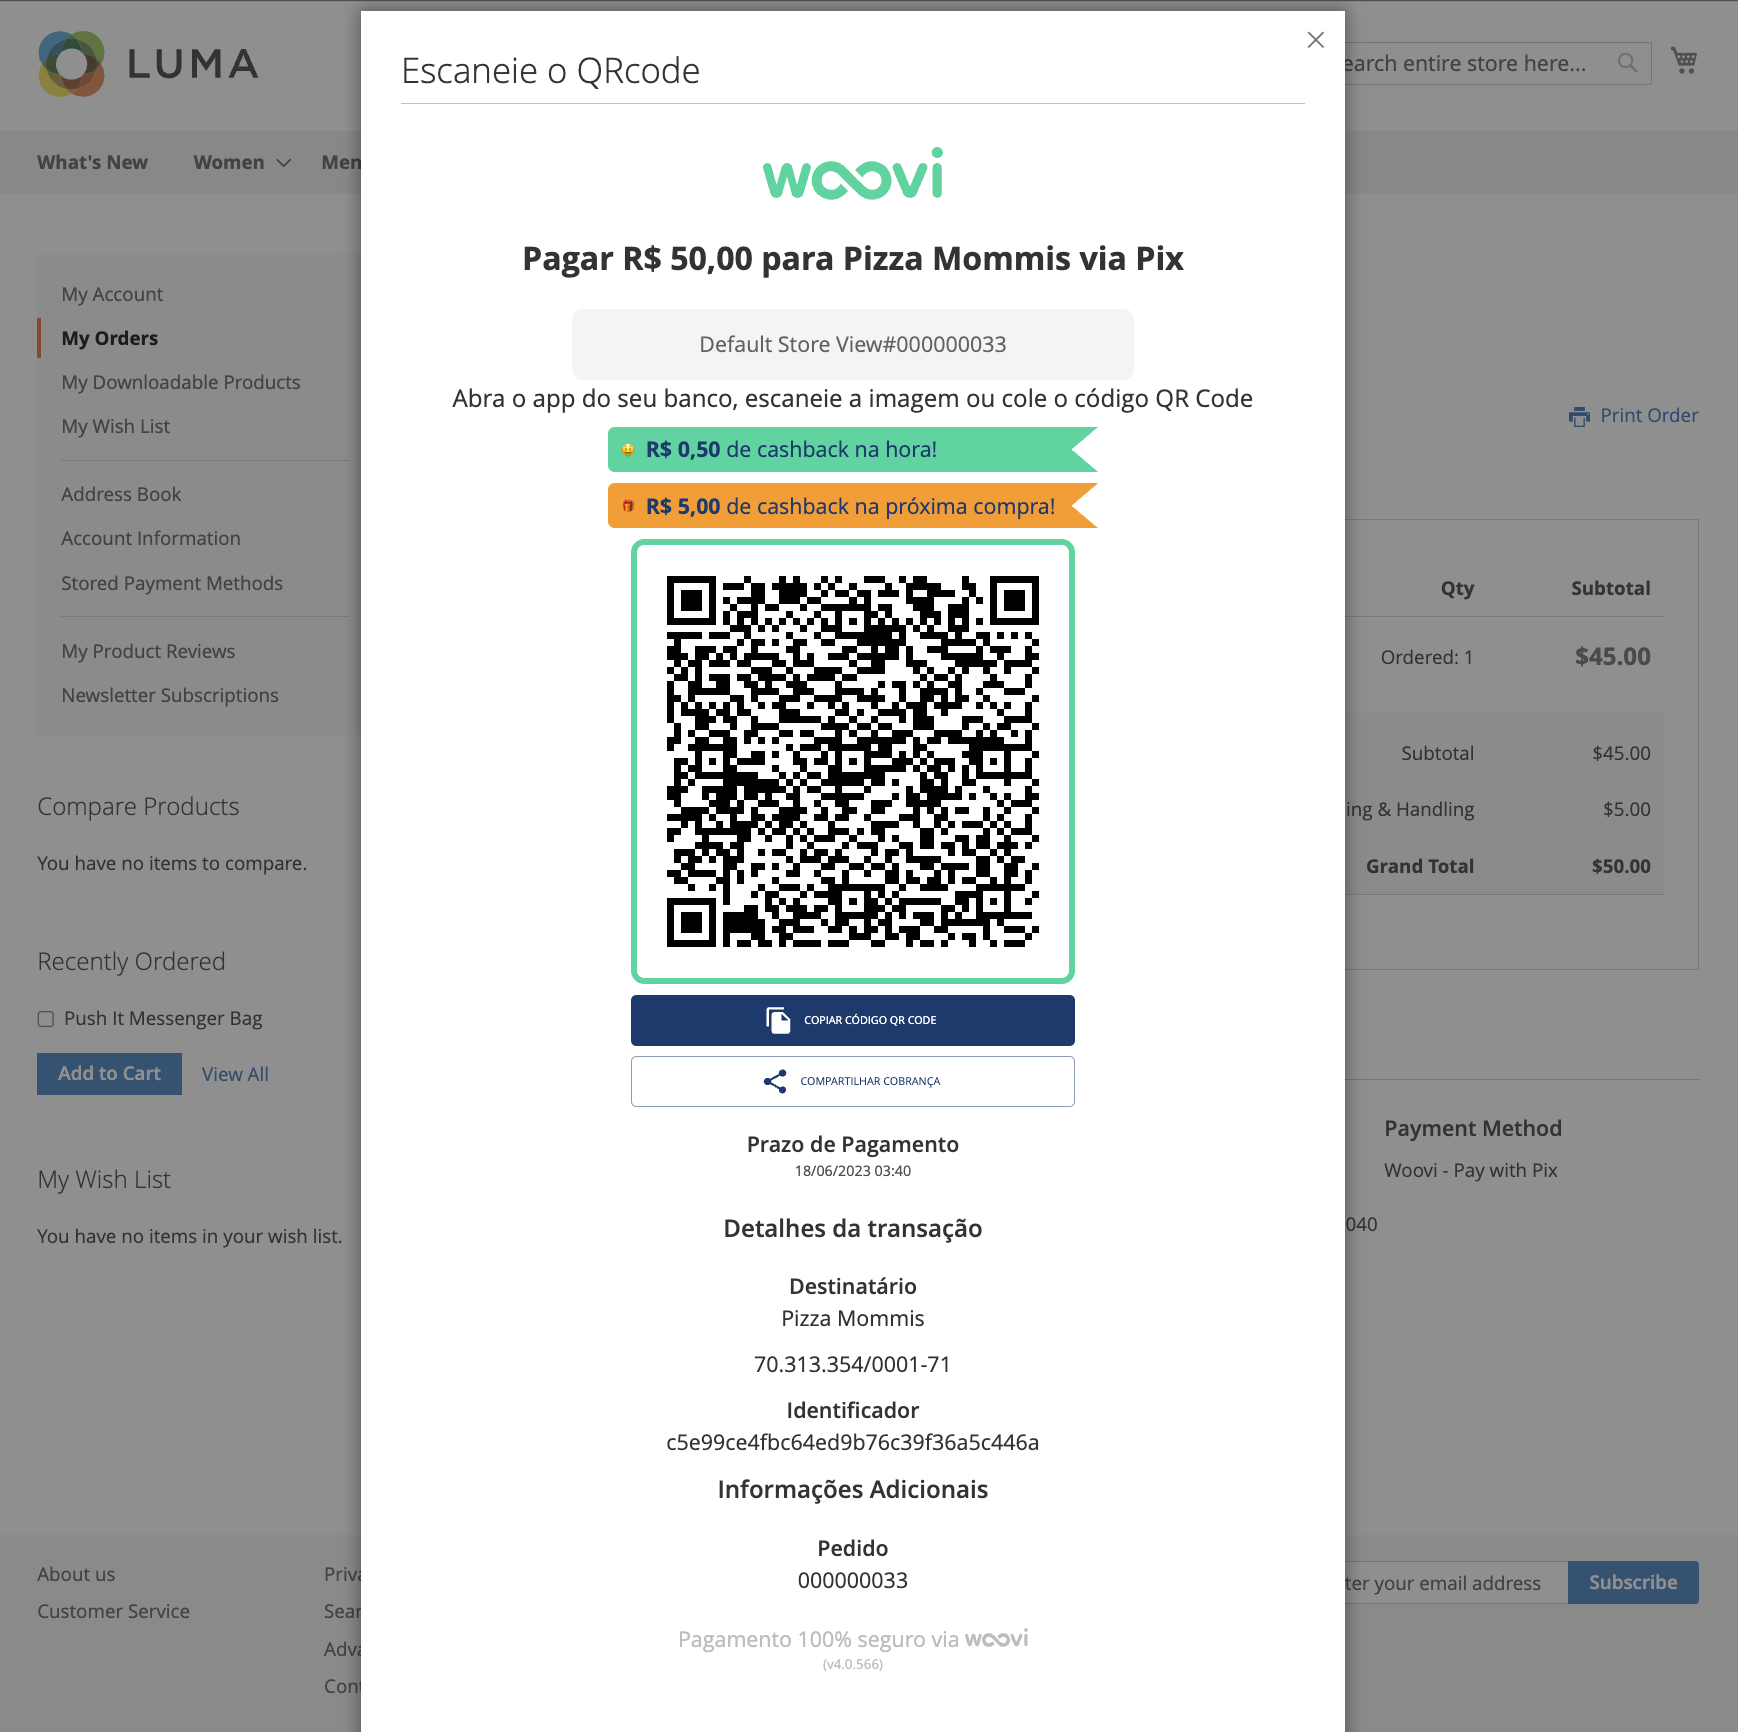 LUMA
earch entire store here...
What's New
Women
Men
My Account
My Orders
My Downloadable Products
My Wish List
Address Book
Account Information
Stored Payment Methods
My Product Reviews
Newsletter Subscriptions
Compare Products
You have no items to compare.
Recently Ordered
Push It Messenger Bag
Add to Cart
View All
My Wish List
You have no items in your wish list.
Escaneie o QRcode
woovi
Pagar R$ 50,00 para Pizza Mommis via Pix
Default Store View#000000033
Abra o app do seu banco, escaneie a imagem ou cole o código QR Code
R$ 0,50 de cashback na hora!
R$ 5,00 de cashback na próxima compra!
COPIAR CÓDIGO QR CODE
COMPARTILHAR COBRANÇA
Prazo de Pagamento
18/06/2023 03:40
Detalhes da transação
Destinatário
Pizza Mommis
70.313.354/0001-71
Identificador
c5e99ce4fbc64ed9b76c39f36a5c446a
Informações Adicionais
Pedido
000000033
Pagamento 100% seguro via woovi
(v4.0.566)
Print Order
Qty Subtotal
Ordered: 1 $45.00
Subtotal $45.00
ing & Handling $5.00
Grand Total $50.00
Payment Method
Woovi - Pay with Pix
040
About us
Customer Service
Priva
Sear
Adva
Cont
ter your email address
Subscribe